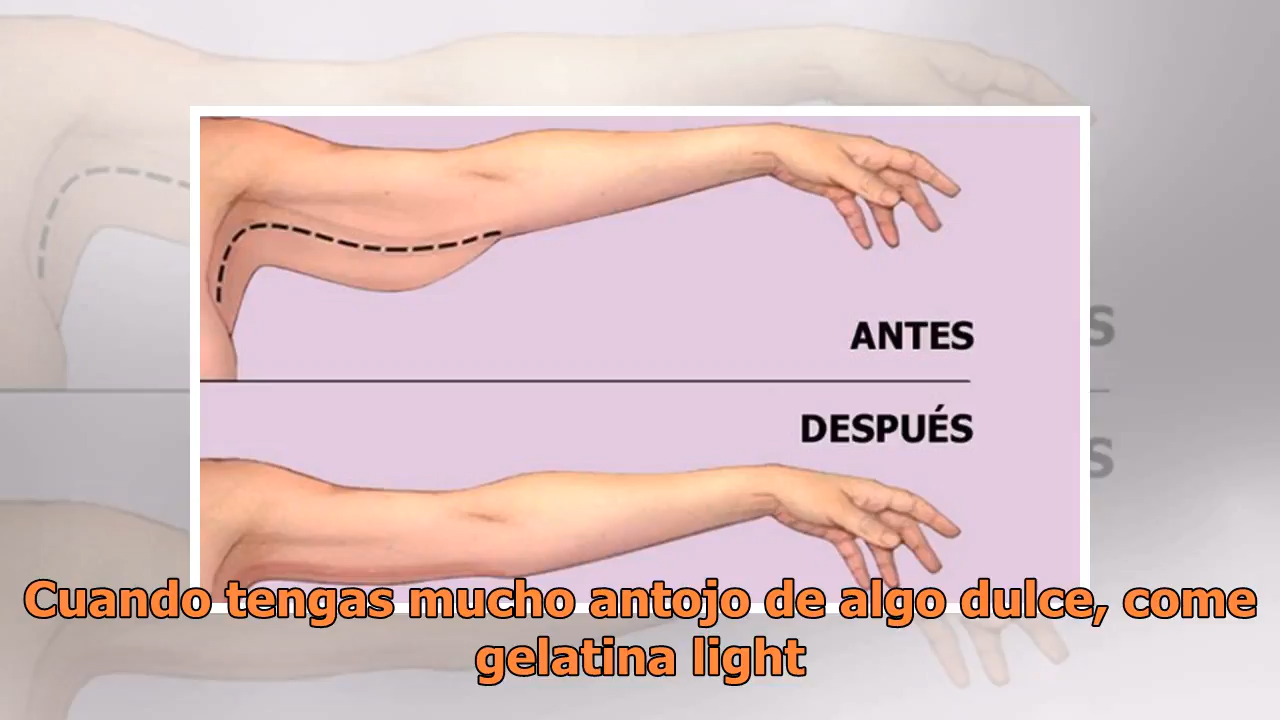 ANTES
DESPUÉS
Cuando tengas mucho antojo de algo dulce, come
gelatina light